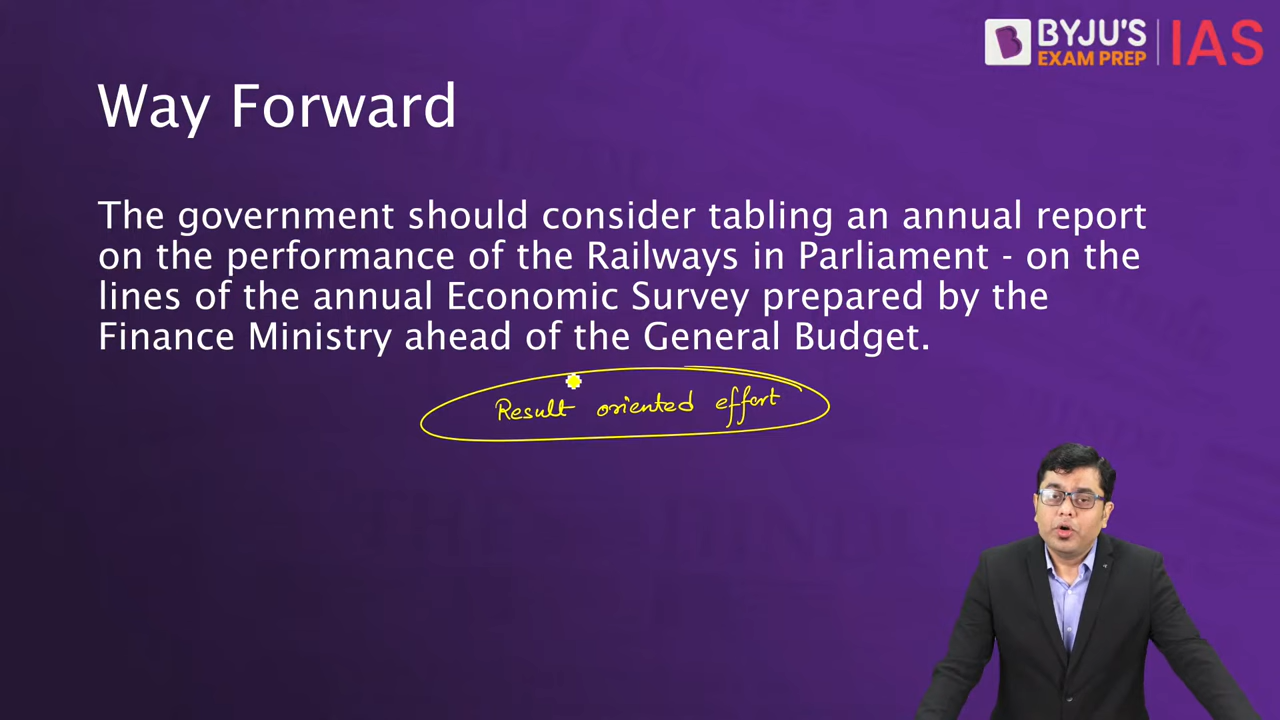 BYJU'S
EXAM PREP
IAS
Way Forward
The government should consider tabling an annual report
on the performance of the Railways in Parliament - on the
lines of the annual Economic Survey prepared by the
Finance Ministry ahead of the General Budget.
Result oriented effort